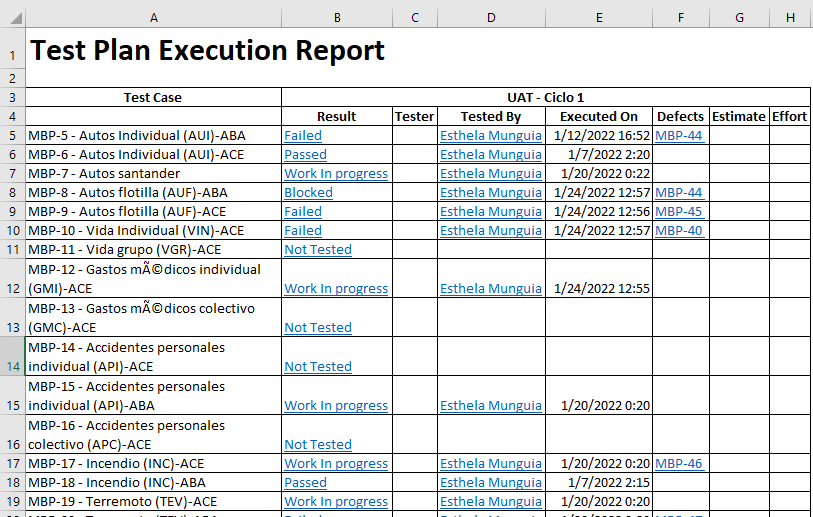 A B C D E F G H
1 Test Plan Execution Report
2
3 Test Case UAT - Ciclo 1
4 Result Tester Tested By Executed On Defects Estimate Effort
5 MBP-5 - Autos Individual (AUI)-ABA Failed Esthela Munguia 1/12/2022 16:52 MBP-44
6 MBP-6 - Autos Individual (AUI)-ACE Passed Esthela Munguia 1/7/2022 2:20
7 MBP-7 - Autos santander Work In progress Esthela Munguia 1/20/2022 0:22
8 MBP-8 - Autos flotilla (AUF)-ABA Blocked Esthela Munguia 1/24/2022 12:57 MBP-44
9 MBP-9 - Autos flotilla (AUF)-ACE Failed Esthela Munguia 1/24/2022 12:56 MBP-45
10 MBP-10 - Vida Individual (VIN)-ACE Failed Esthela Munguia 1/24/2022 12:57 MBP-40
11 MBP-11 - Vida grupo (VGR)-ACE Not Tested
MBP-12 - Gastos mÃ©dicos individual
12 (GMI)-ACE Work In progress Esthela Munguia 1/24/2022 12:55
MBP-13 - Gastos mÃ©dicos colectivo
13 (GMC)-ACE Not Tested
MBP-14 - Accidentes personales
14 individual (API)-ACE Not Tested
MBP-15 - Accidentes personales
15 individual (API)-ABA Work In progress Esthela Munguia 1/20/2022 0:20
MBP-16 - Accidentes personales
16 colectivo (APC)-ACE Not Tested
17 MBP-17 - Incendio (INC)-ACE Work In progress Esthela Munguia 1/20/2022 0:20 MBP-46
18 MBP-18 - Incendio (INC)-ABA Passed Esthela Munguia 1/7/2022 2:15
19 MBP-19 - Terremoto (TEV)-ACE Work In progress Esthela Munguia 1/20/2022 0:20